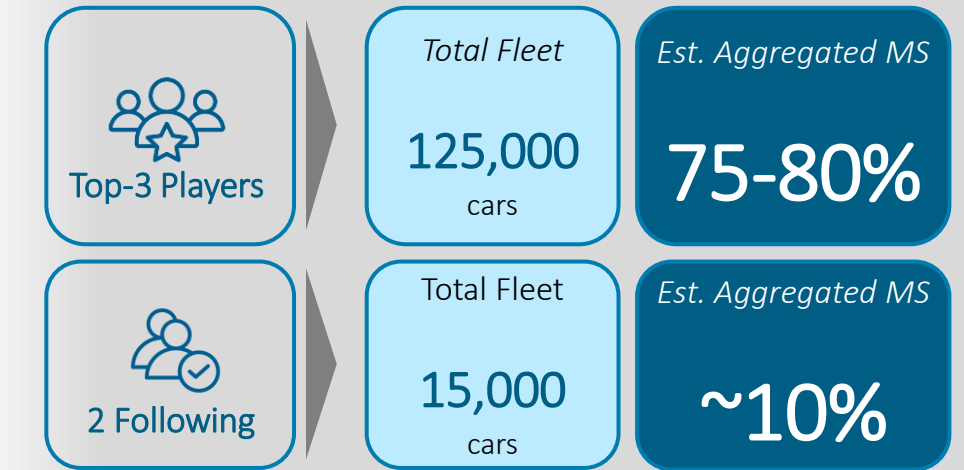 Top-3 Players
Total Fleet
125,000
cars
Est. Aggregated MS
75-80%
2 Following
Total Fleet
15,000
cars
Est. Aggregated MS
~10%